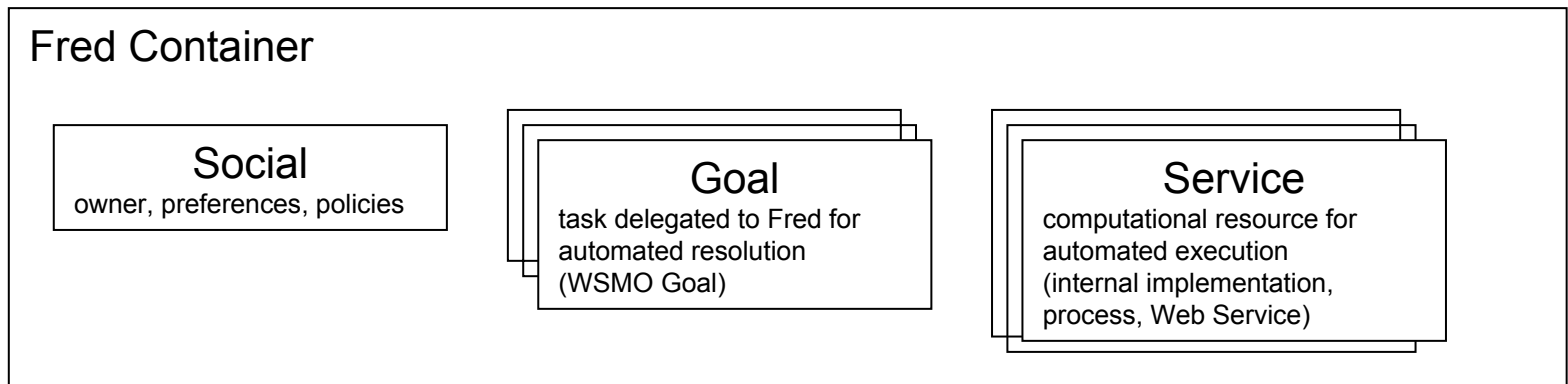 Fred Container
Social
owner, preferences, policies
Goal
task delegated to Fred for
automated resolution
(WSMO Goal)
Service
computational resource for
automated execution
(internal implementation,
process, Web Service)